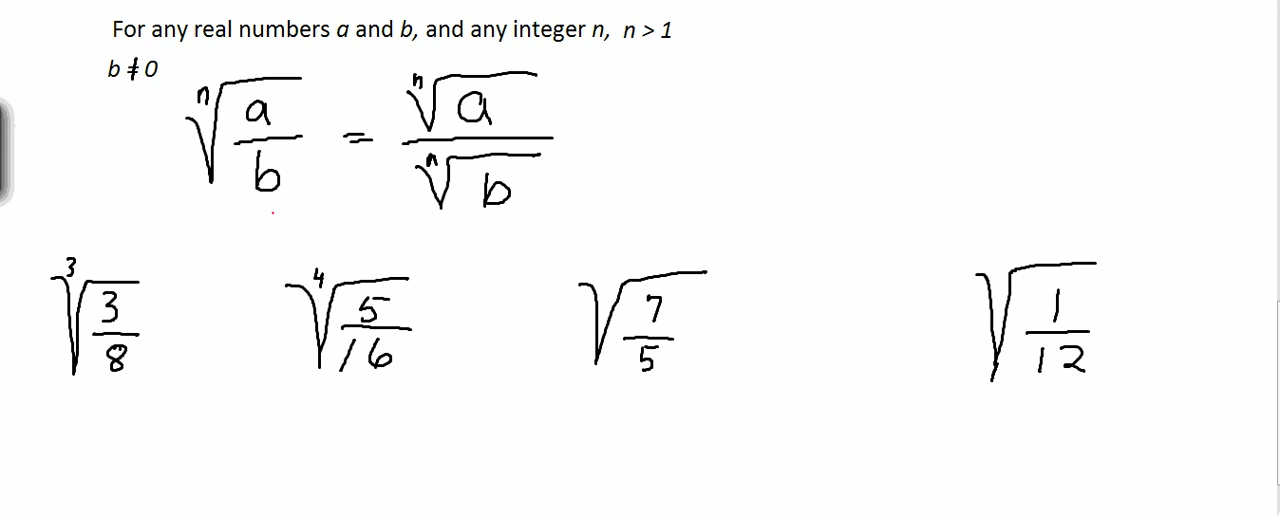 For any real numbers a and b, and any integer n, n > 1
b ≠ 0
ⁿ√(a/b) = ⁿ√a / ⁿ√b
³√(3/8) ⁴√(5/16) √(7/5) √(1/12)